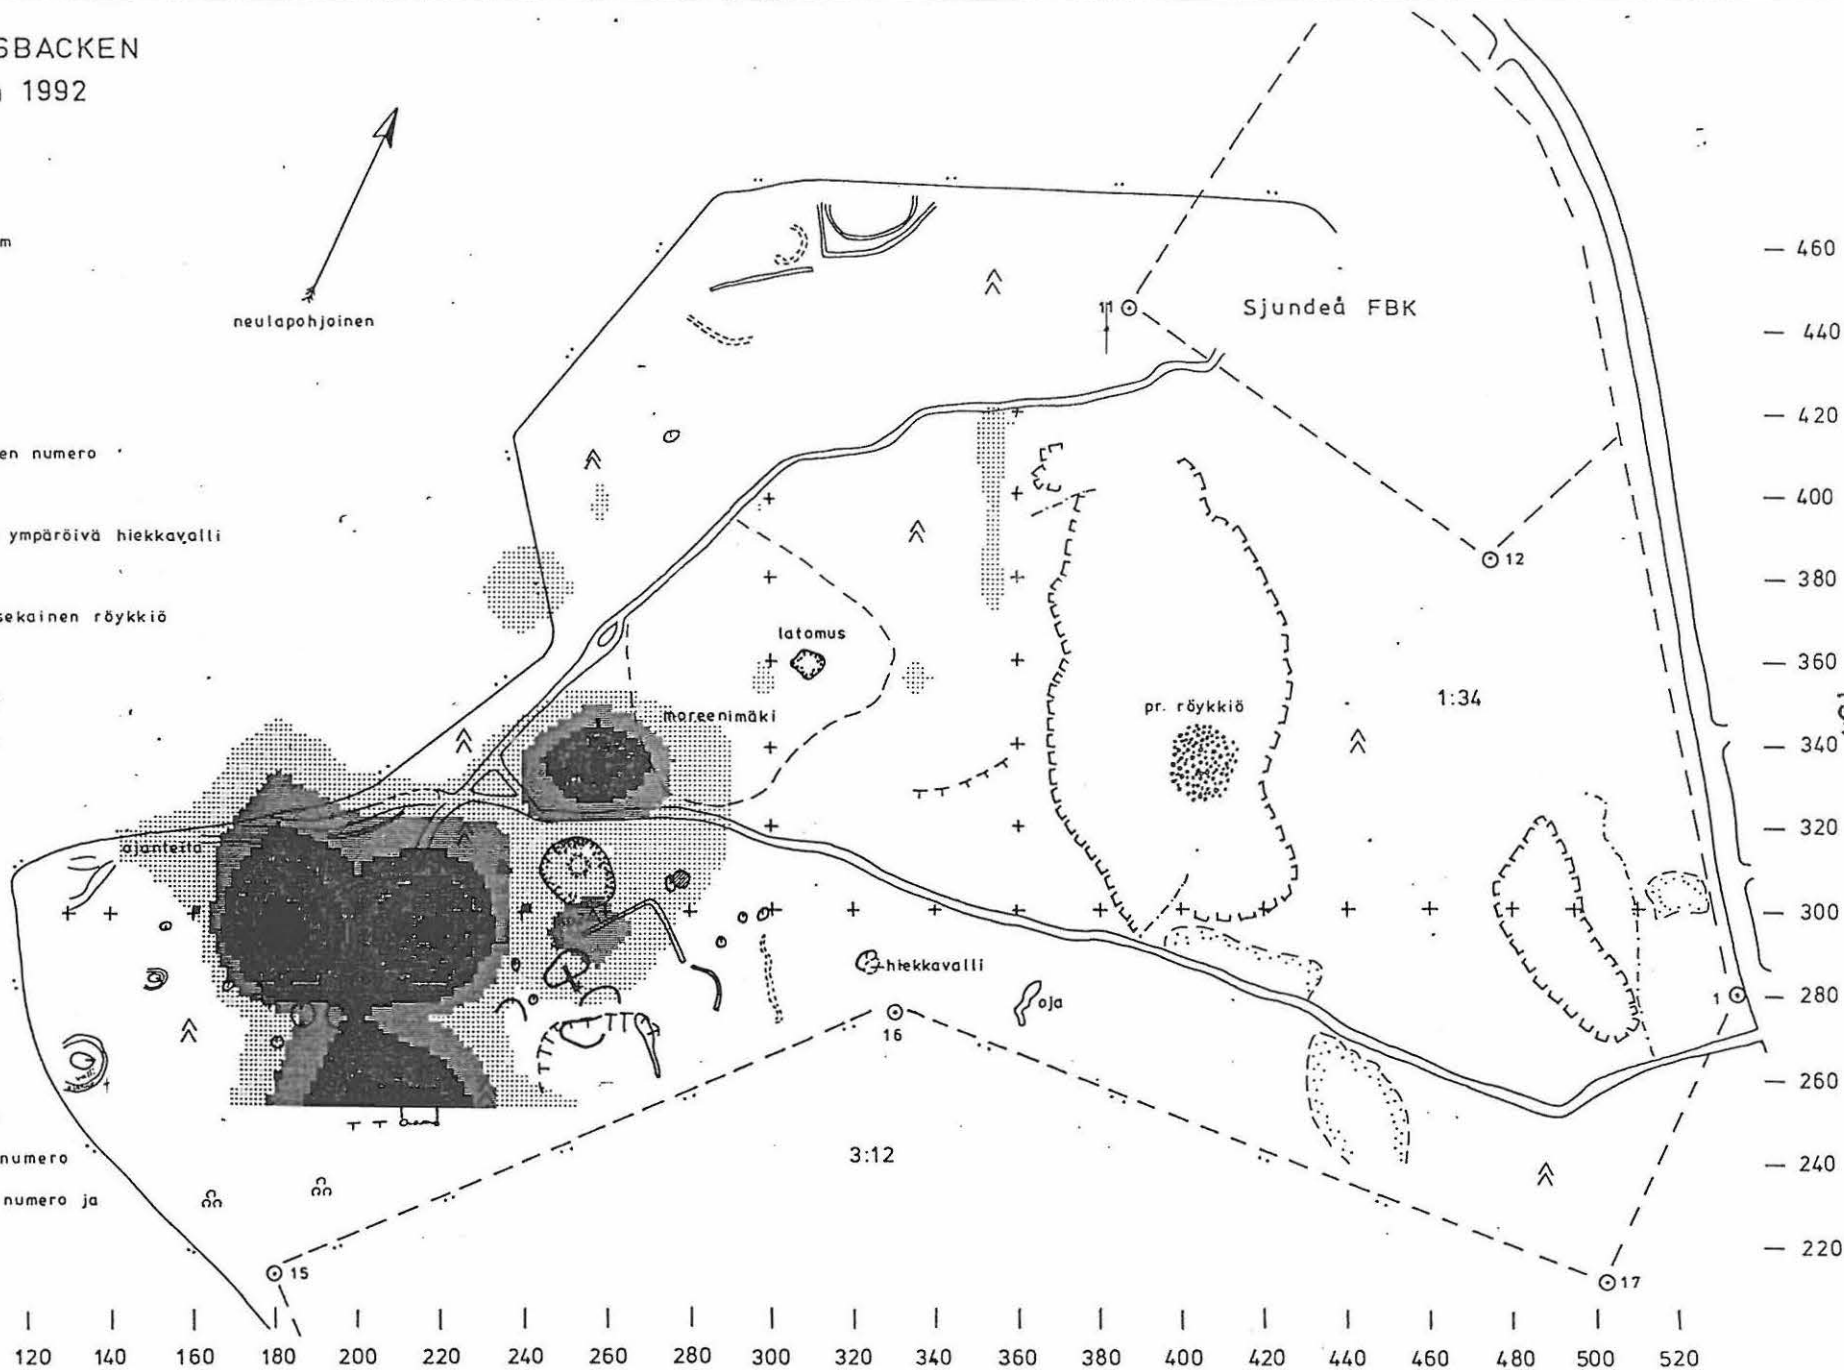 SBACKEN
1992
m
neulapohjoinen
460
11
Sjundeå FBK
440
420
en numero
400
ympäröivä hiekkavalli
12
380
sekainen röykkiö
latomus
360
1:34
moreenimäki
pr. röykkiö
340
320
ajantеitä
300
hiekkavalli
oja
280
1
16
260
numero
3:12
240
numero ja
220
15
17
120 140 160 180 200 220 240 260 280 300 320 340 360 380 400 420 440 460 480 500 520